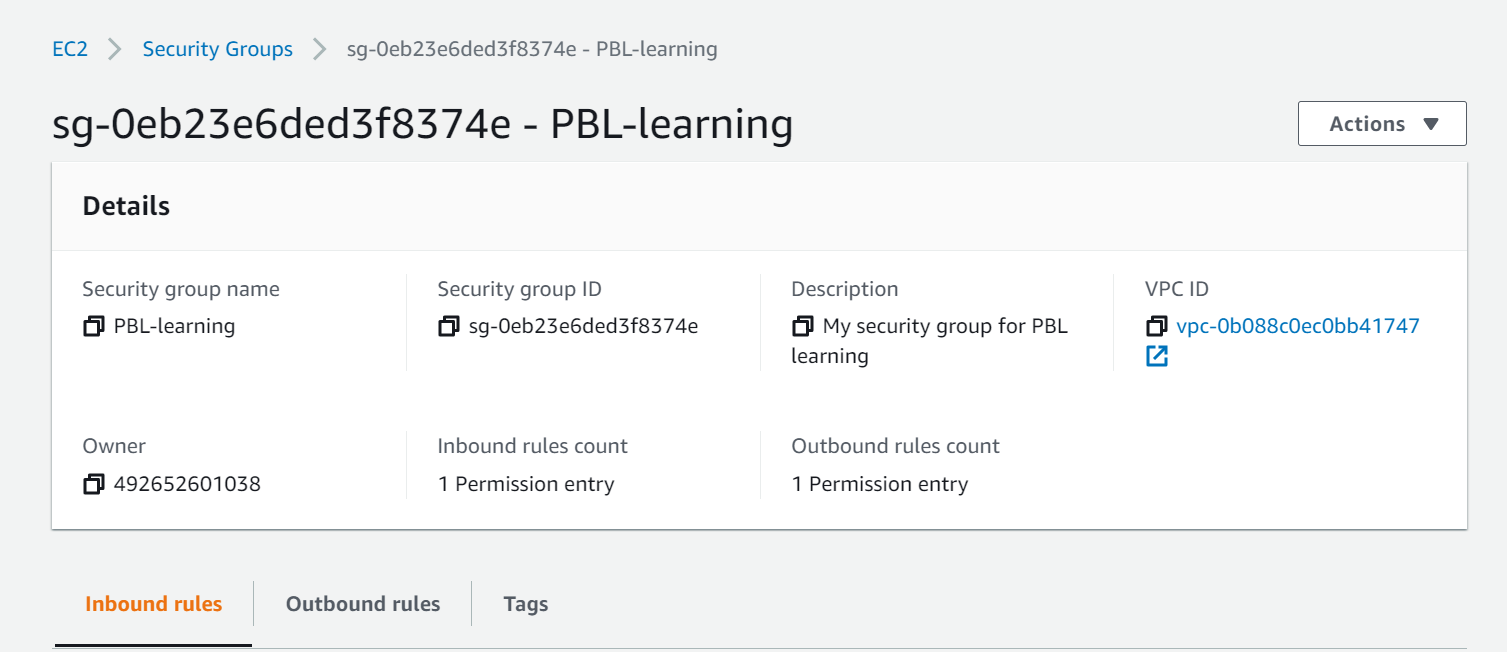 EC2 > Security Groups > sg-0eb23e6ded3f8374e - PBL-learning
sg-0eb23e6ded3f8374e - PBL-learning
Actions
Details
Security group name
PBL-learning
Security group ID
sg-0eb23e6ded3f8374e
Description
My security group for PBL
learning
VPC ID
vpc-0b088c0ec0bb41747
Owner
492652601038
Inbound rules count
1 Permission entry
Outbound rules count
1 Permission entry
Inbound rules
Outbound rules
Tags